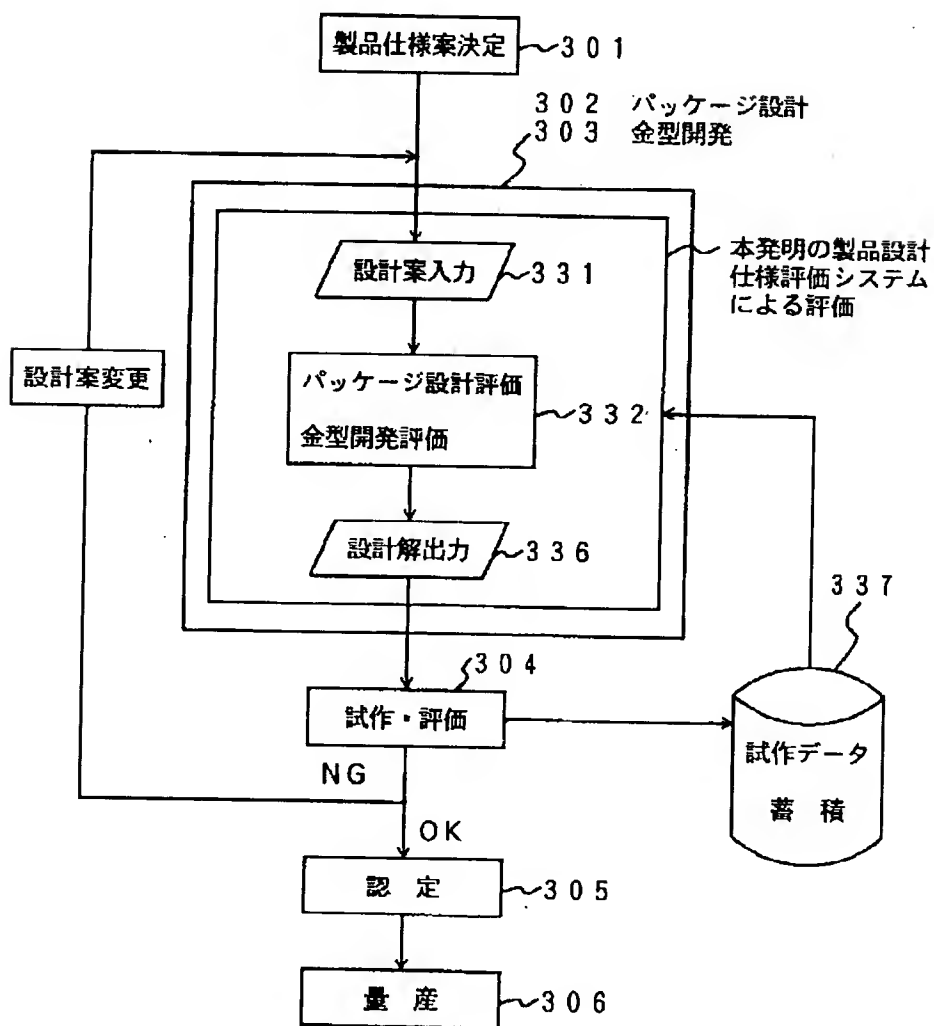 製品仕様案決定 301
302 パッケージ設計
303 金型開発
本発明の製品設計
仕様評価システム
による評価
設計案入力 331
設計案変更
パッケージ設計評価
金型開発評価
332
設計解出力 336
337
304
試作・評価
試作データ
蓄 積
NG
OK
認 定 305
量 産 306